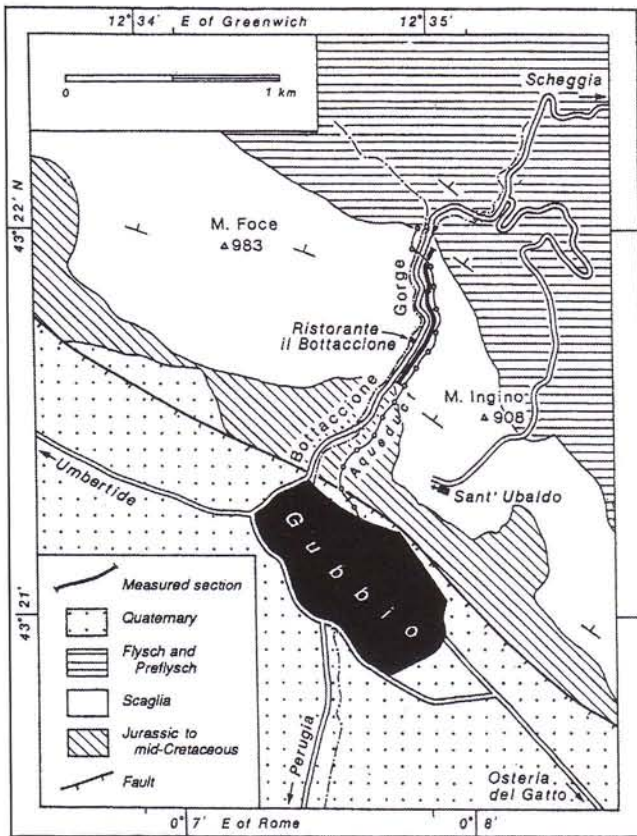 12° 34'
E of Greenwich
12° 35'
0
1 km
Scheggia
43° 22' N
M. Foce
▵ 983
Gorge
Ristorante
il Bottaccione
Bottaccione
Aqueduct
M. Ingino
▵ 908
Sant' Ubaldo
Umbertide
Gubbio
43° 21'
Measured section
Quaternary
Flysch and
Preflysch
Scaglia
Jurassic to
mid-Cretaceous
Fault
Perugia
Osteria
del Gatto
0° 7'
E of Rome
0° 8'